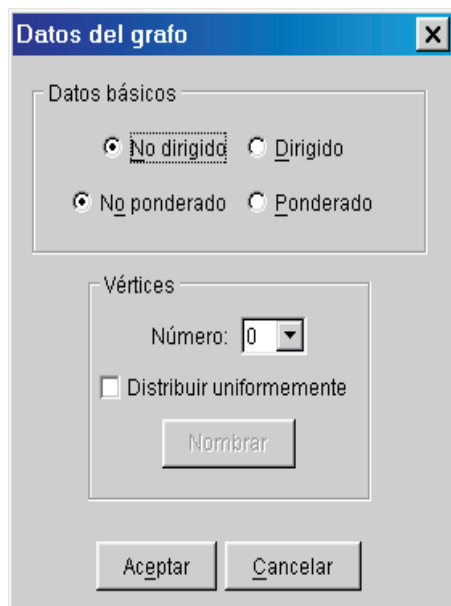 Datos del grafo
Datos básicos
No dirigido Dirigido
No ponderado Ponderado
Vértices
Número: 0
Distribuir uniformemente
Nombrar
Aceptar Cancelar